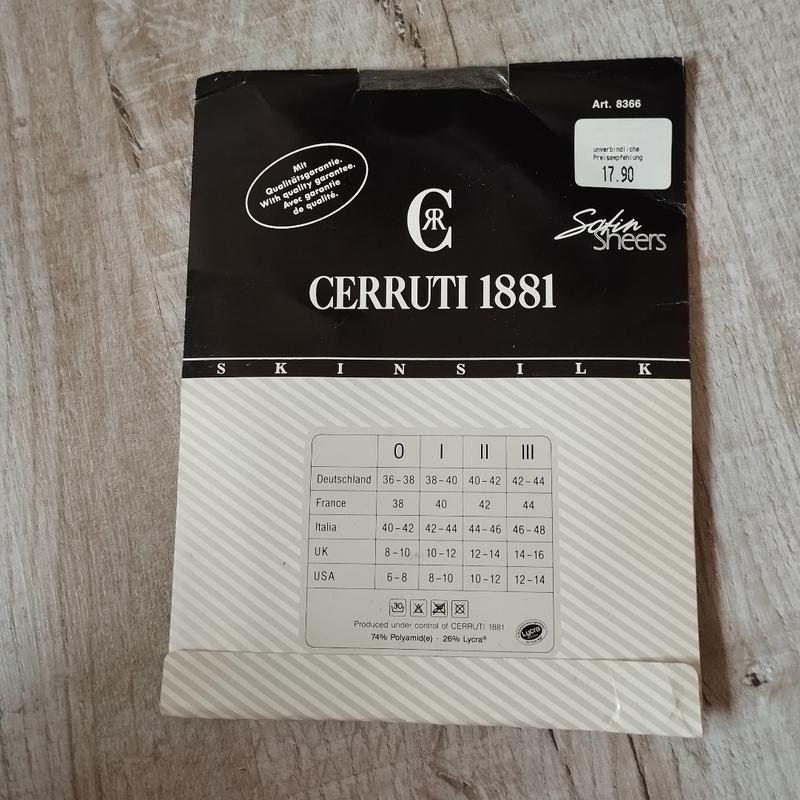 Art. 8366
unverbindliche
Preisempfehlung
17.90
Mit
Qualitätsgarantie.
With quality garantee.
Avec garantie
de qualité.
CRR
Satin
Sheers
CERRUTI 1881
SKINSILK
0 I II III
Deutschland 36-38 38-40 40-42 42-44
France 38 40 42 44
Italia 40-42 42-44 44-46 46-48
UK 8-10 10-12 12-14 14-16
USA 6-8 8-10 10-12 12-14
30
Produced under control of CERRUTI 1881
74% Polyamid(e) · 26% Lycra®
Lycra